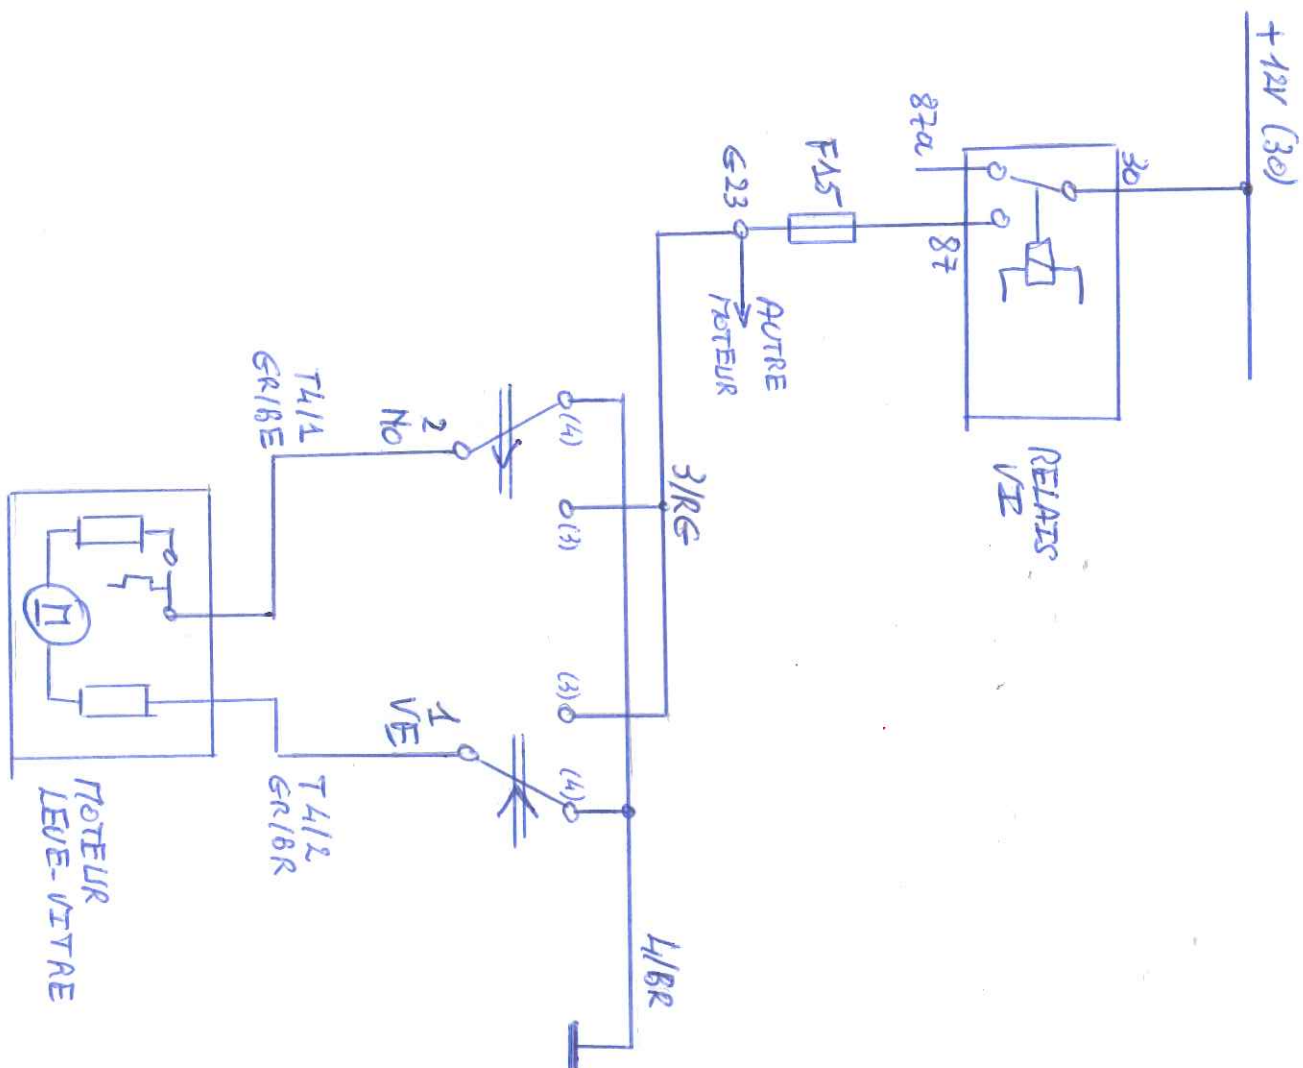 +12V (30)
30
87a
87
RELAIS
VI
F15
G23
AUTRE
MOTEUR
3/RG
(4)
(3)
(3)
(4)
4/BR
2
NO
1
VE
T4/1
GR/BE
T4/2
GR/BR
M
MOTEUR
LEVE-VITRE